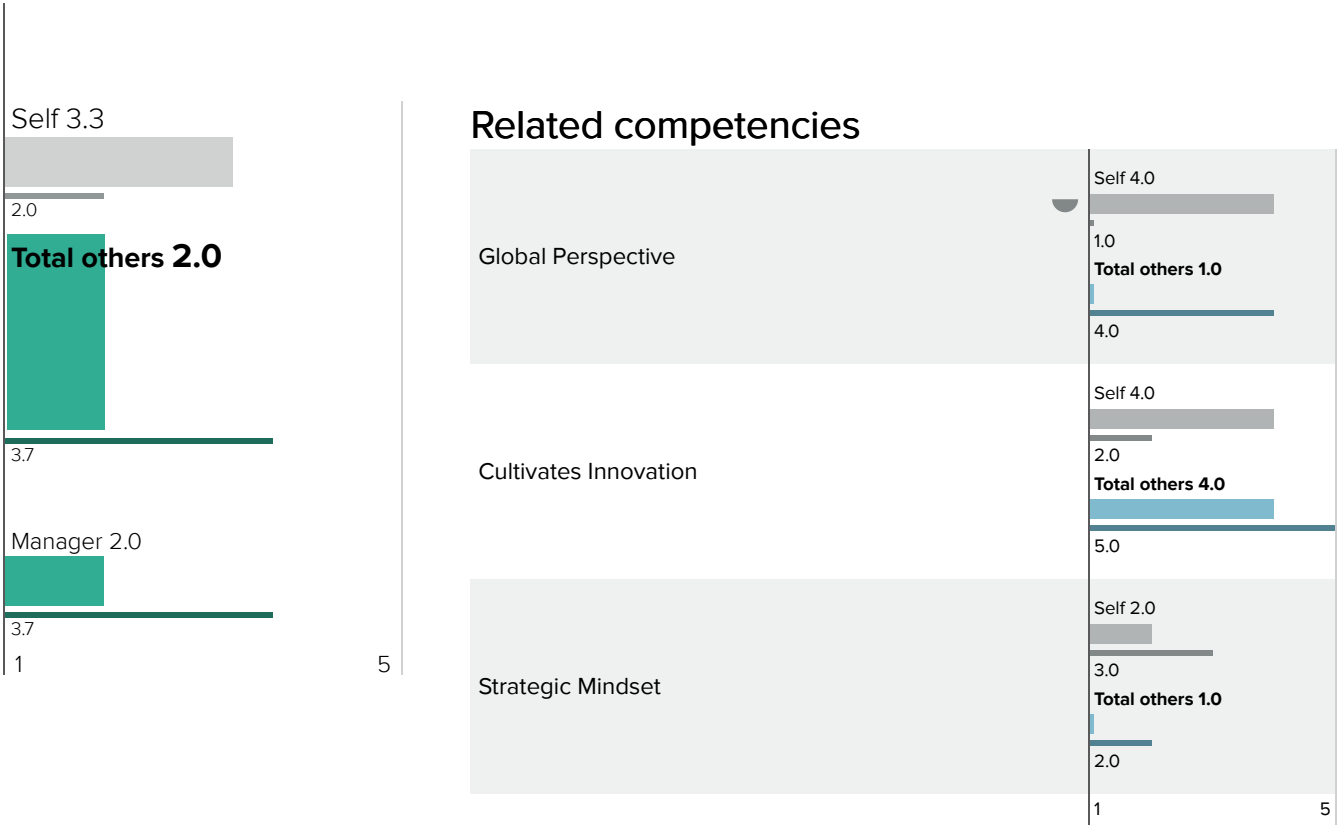 Self 3.3
2.0
Total others 2.0
3.7
Manager 2.0
3.7
1 5
Related competencies
Global Perspective
Self 4.0
1.0
Total others 1.0
4.0
Cultivates Innovation
Self 4.0
2.0
Total others 4.0
5.0
Strategic Mindset
Self 2.0
3.0
Total others 1.0
2.0
1 5